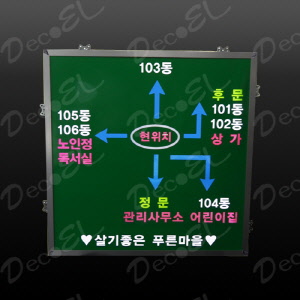 DecoEL
103동
후 문
101동
102동
상 가
105동
106동
노인정
독서실
현위치
정 문
관리사무소
104동
어린이집
♥살기좋은 푸른마을♥